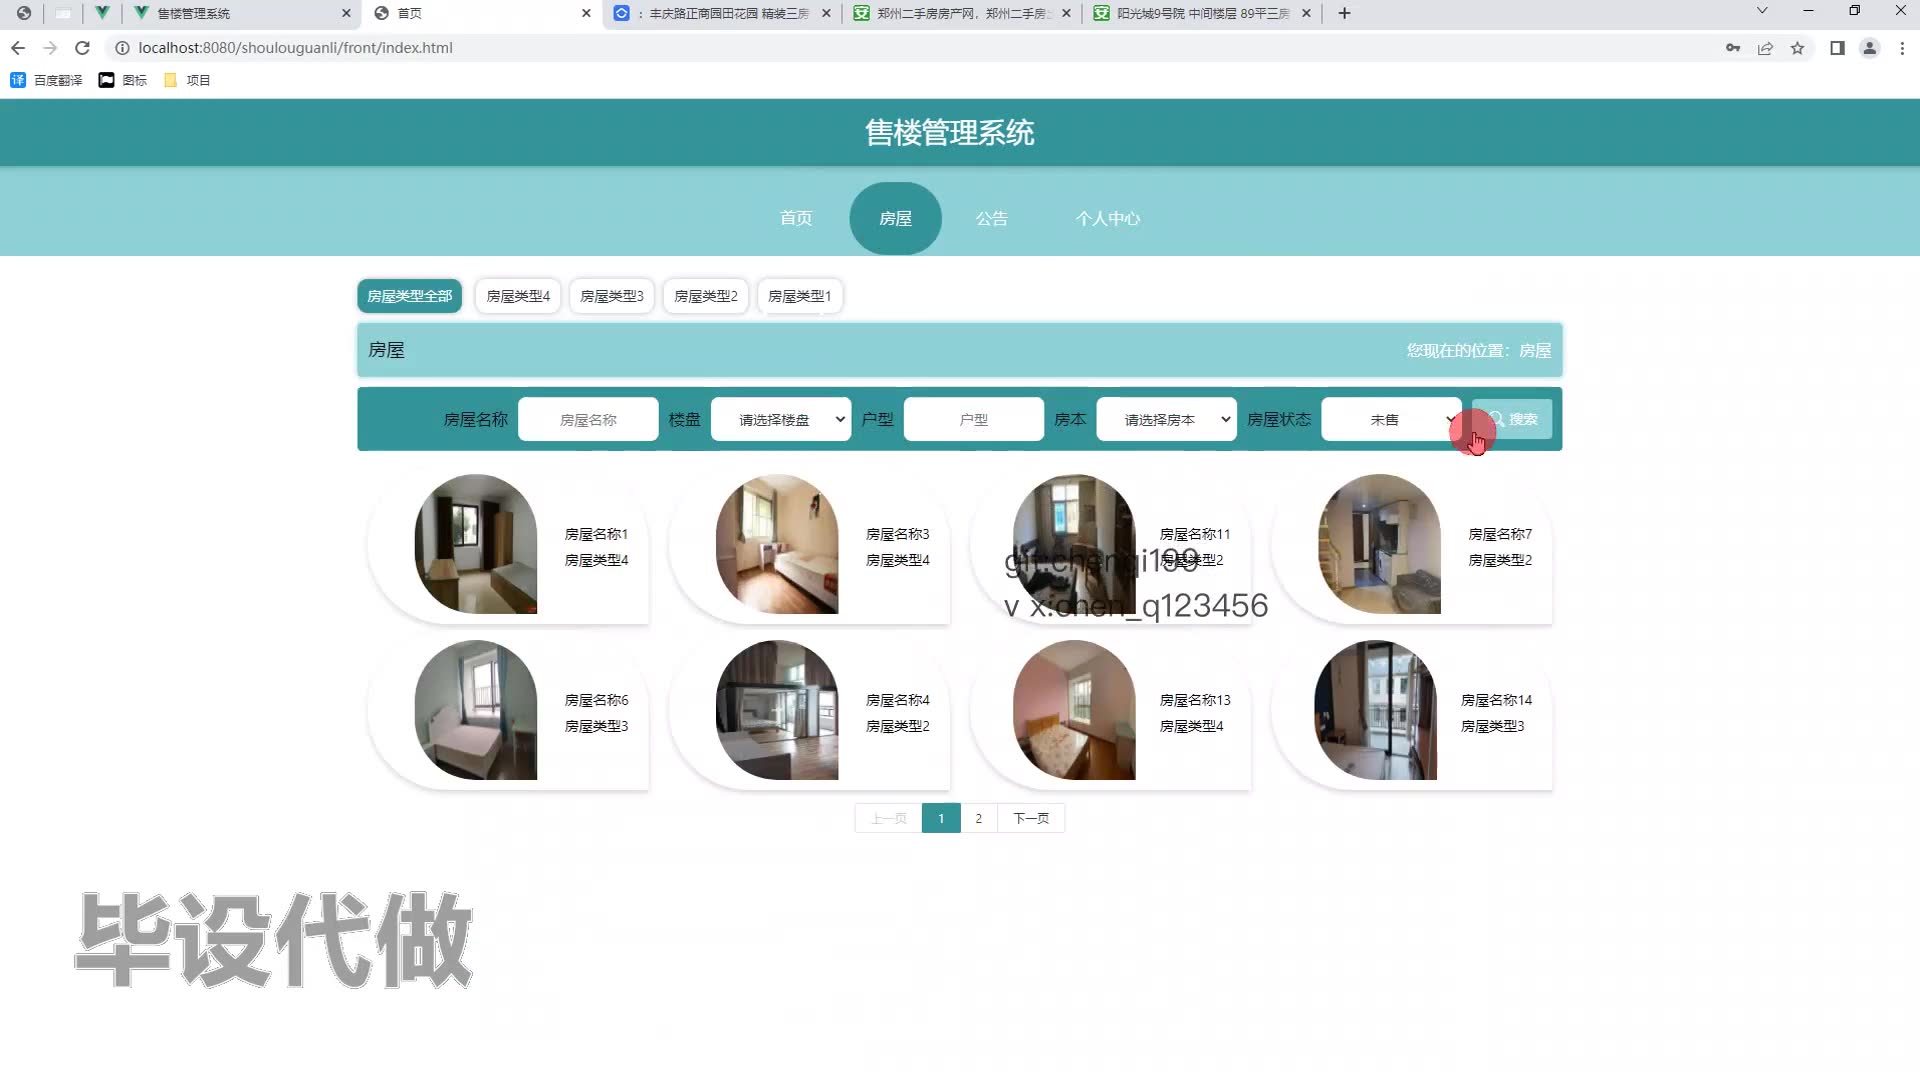 售楼管理系统
首页
：丰庆路正商园田花园 精装三房
郑州二手房房产网，郑州二手房
阳光城9号院 中间楼层 89平三房
localhost:8080/shoulouguanli/front/index.html
百度翻译
图标
项目
售楼管理系统
首页
房屋
公告
个人中心
房屋类型全部
房屋类型4
房屋类型3
房屋类型2
房屋类型1
房屋
您现在的位置：房屋
房屋名称
房屋名称
楼盘
请选择楼盘
户型
户型
房本
请选择房本
房屋状态
未售
搜索
房屋名称1
房屋类型4
房屋名称3
房屋类型4
房屋名称11
房屋类型2
房屋名称7
房屋类型2
v x:chen_q123456
房屋名称6
房屋类型3
房屋名称4
房屋类型2
房屋名称13
房屋类型4
房屋名称14
房屋类型3
上一页
1
2
下一页
毕设代做